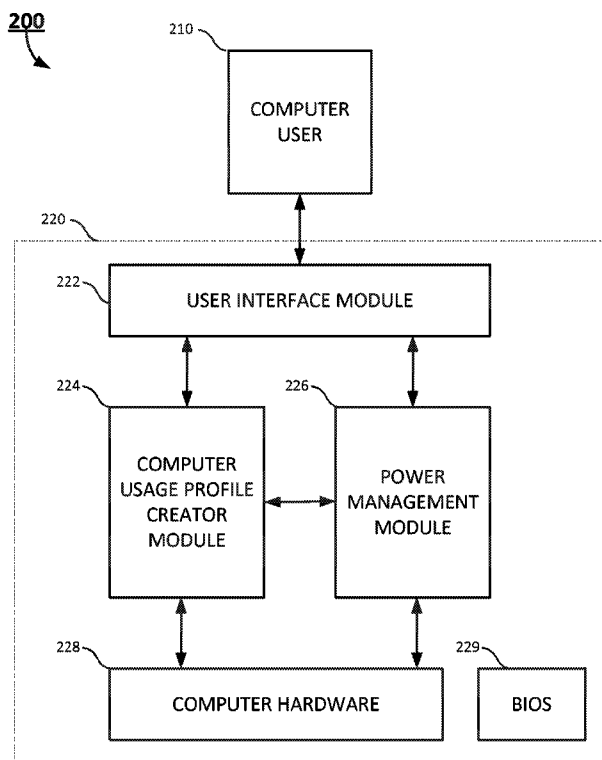 200
210
COMPUTER
USER
220
222
USER INTERFACE MODULE
224
COMPUTER
USAGE PROFILE
CREATOR
MODULE
226
POWER
MANAGEMENT
MODULE
228
COMPUTER HARDWARE
229
BIOS